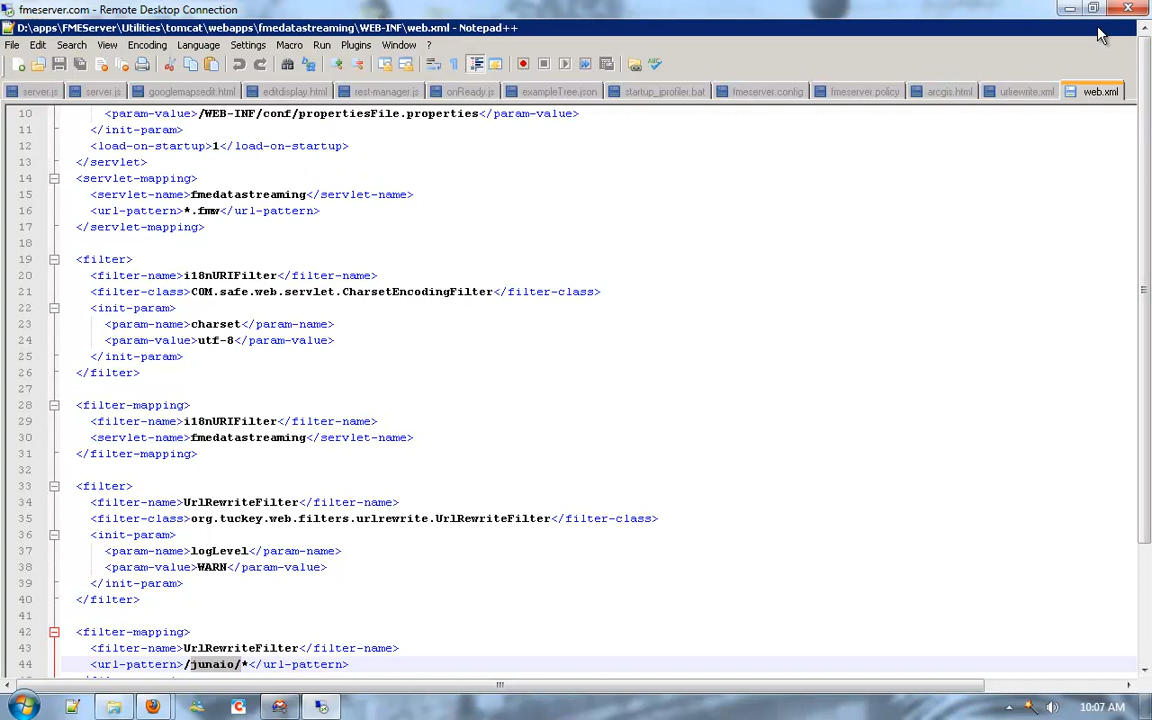 fmeserver.com - Remote Desktop Connection
D:\apps\FMEServer\Utilities\tomcat\webapps\fmedatastreaming\WEB-INF\web.xml - Notepad++
File Edit Search View Encoding Language Settings Macro Run Plugins Window ?
server.js server.js googlemapsedit.html editdisplay.html rest-manager.js onReady.js exampleTree.json startup_jprofiler.bat fmeserver.config fmeserver.policy arcgis.html urlrewrite.xml web.xml
10 <param-value>/WEB-INF/conf/propertiesFile.properties</param-value>
11 </init-param>
12 <load-on-startup>1</load-on-startup>
13 </servlet>
14 <servlet-mapping>
15 <servlet-name>fmedatastreaming</servlet-name>
16 <url-pattern>*.fmw</url-pattern>
17 </servlet-mapping>
18
19 <filter>
20 <filter-name>i18nURIFilter</filter-name>
21 <filter-class>COM.safe.web.servlet.CharsetEncodingFilter</filter-class>
22 <init-param>
23 <param-name>charset</param-name>
24 <param-value>utf-8</param-value>
25 </init-param>
26 </filter>
27
28 <filter-mapping>
29 <filter-name>i18nURIFilter</filter-name>
30 <servlet-name>fmedatastreaming</servlet-name>
31 </filter-mapping>
32
33 <filter>
34 <filter-name>UrlRewriteFilter</filter-name>
35 <filter-class>org.tuckey.web.filters.urlrewrite.UrlRewriteFilter</filter-class>
36 <init-param>
37 <param-name>logLevel</param-name>
38 <param-value>WARN</param-value>
39 </init-param>
40 </filter>
41
42 <filter-mapping>
43 <filter-name>UrlRewriteFilter</filter-name>
44 <url-pattern>/junaio/*</url-pattern>
10:07 AM